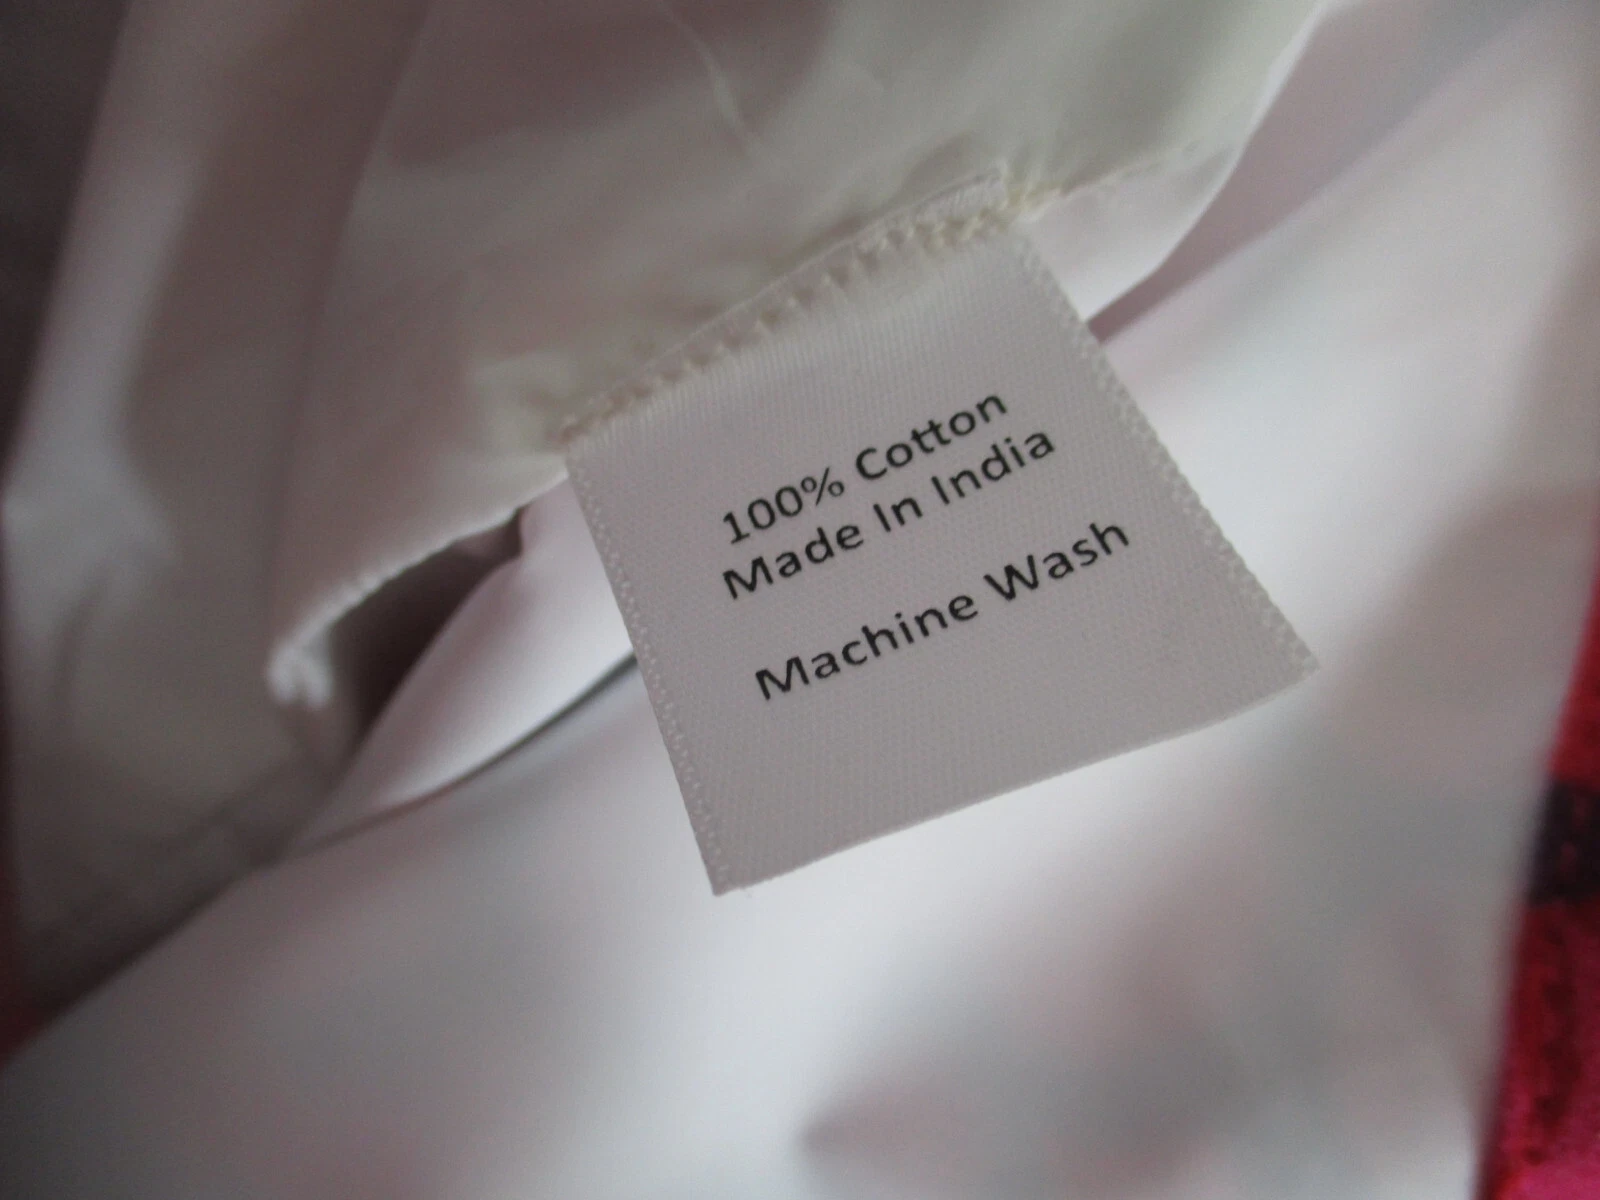 100% Cotton
Made In India
Machine Wash